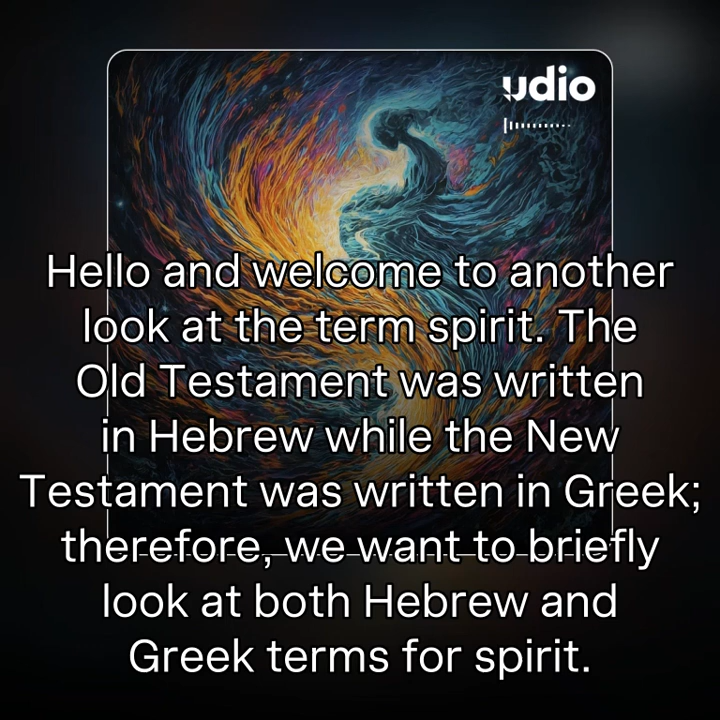 udio
Hello and welcome to another
look at the term spirit. The
Old Testament was written
in Hebrew while the New
Testament was written in Greek;
therefore, we want to briefly
look at both Hebrew and
Greek terms for spirit.